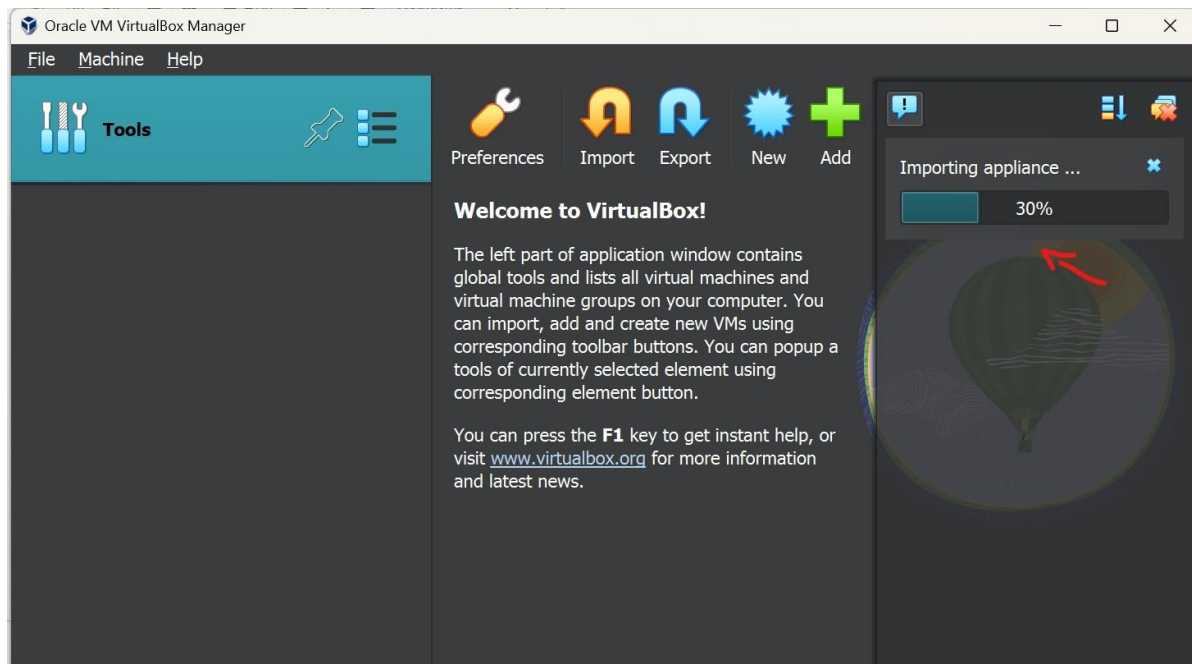 Oracle VM VirtualBox Manager
File Machine Help
Tools
Preferences Import Export New Add
Welcome to VirtualBox!
The left part of application window contains
global tools and lists all virtual machines and
virtual machine groups on your computer. You
can import, add and create new VMs using
corresponding toolbar buttons. You can popup a
tools of currently selected element using
corresponding element button.
You can press the F1 key to get instant help, or
visit www.virtualbox.org for more information
and latest news.
Importing appliance ...
30%